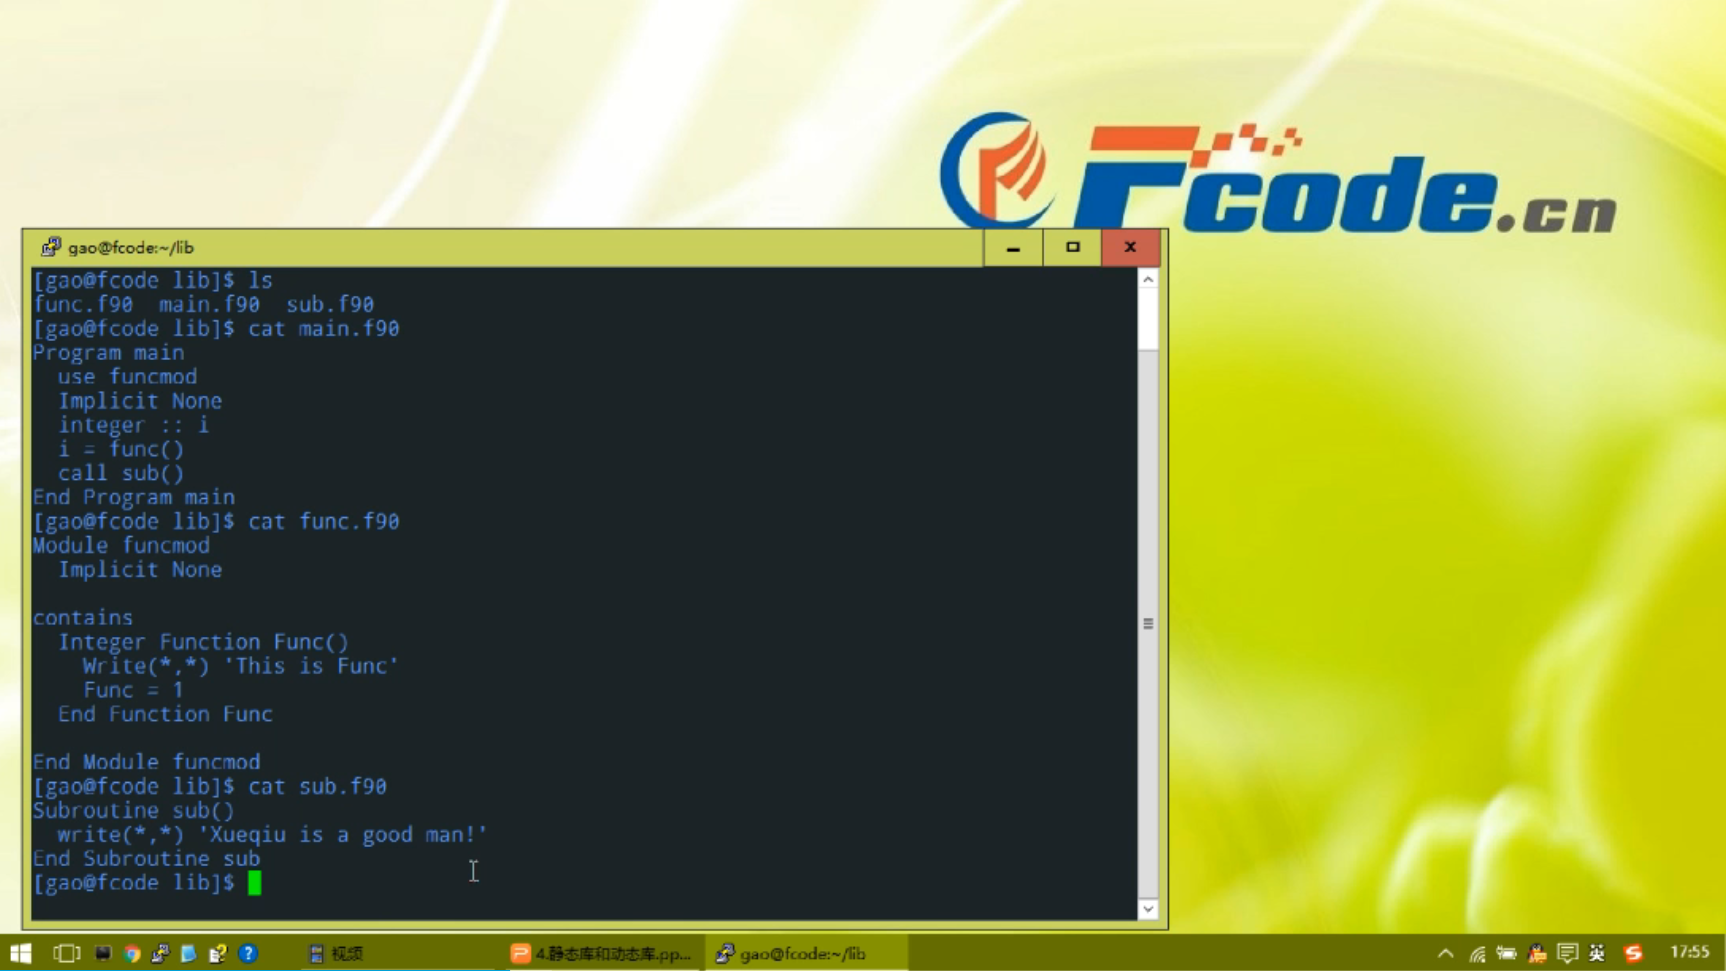 Fcode.cn
gao@fcode:~/lib
[gao@fcode lib]$ ls
func.f90  main.f90  sub.f90
[gao@fcode lib]$ cat main.f90
Program main
  use funcmod
  Implicit None
  integer :: i
  i = func()
  call sub()
End Program main
[gao@fcode lib]$ cat func.f90
Module funcmod
  Implicit None
contains
  Integer Function Func()
    Write(*,*) 'This is Func'
    Func = 1
  End Function Func
End Module funcmod
[gao@fcode lib]$ cat sub.f90
Subroutine sub()
  write(*,*) 'Xueqiu is a good man!'
End Subroutine sub
[gao@fcode lib]$
视频 4.静态库和动态库.pp... gao@fcode:~/lib 英 17:55